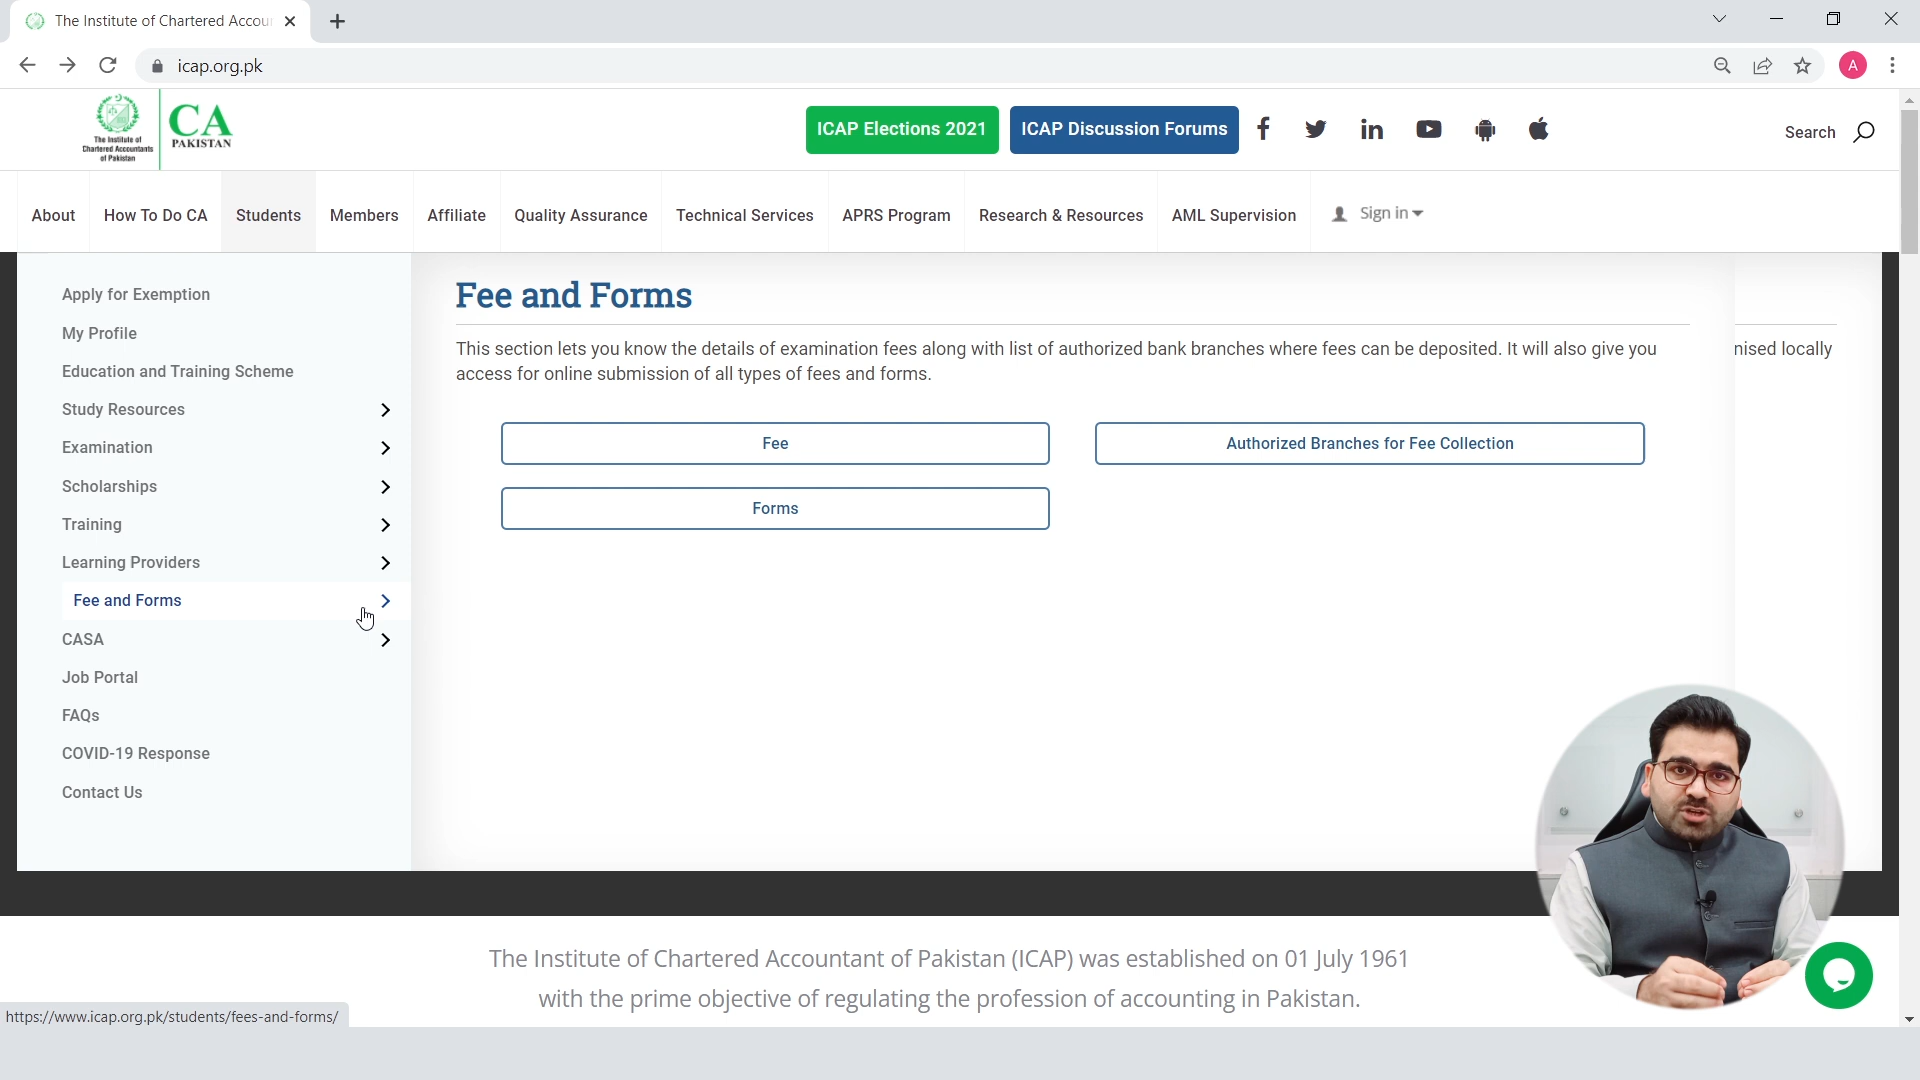 The Institute of Chartered Accour
icap.org.pk
A
The Institute of
Chartered Accountants
of Pakistan
CA
PAKISTAN
ICAP Elections 2021
ICAP Discussion Forums
Search
About
How To Do CA
Students
Members
Affiliate
Quality Assurance
Technical Services
APRS Program
Research & Resources
AML Supervision
Sign in
Apply for Exemption
My Profile
Education and Training Scheme
Study Resources
Examination
Scholarships
Training
Learning Providers
Fee and Forms
CASA
Job Portal
FAQs
COVID-19 Response
Contact Us
Fee and Forms
This section lets you know the details of examination fees along with list of authorized bank branches where fees can be deposited. It will also give you
access for online submission of all types of fees and forms.
nised locally
Fee
Authorized Branches for Fee Collection
Forms
The Institute of Chartered Accountant of Pakistan (ICAP) was established on 01 July 1961
with the prime objective of regulating the profession of accounting in Pakistan.
https://www.icap.org.pk/students/fees-and-forms/